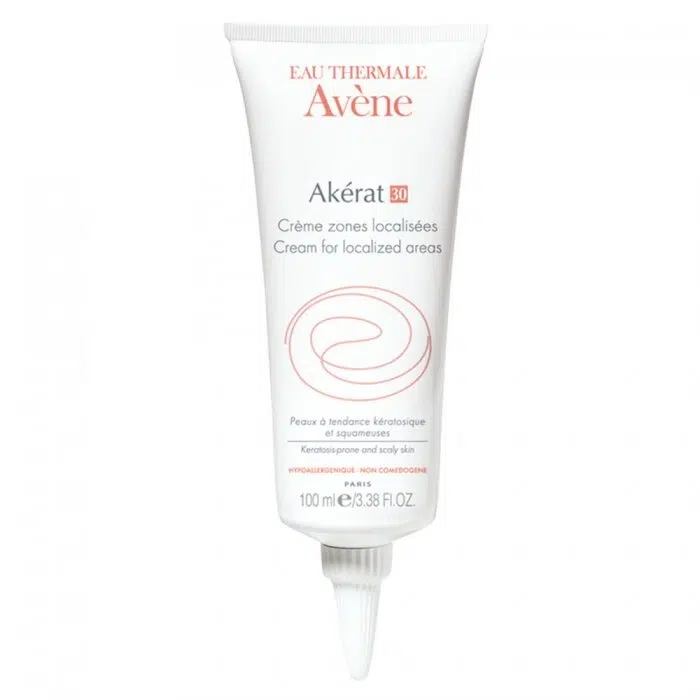 EAU THERMALE
Avène
Akérat 30
Crème zones localisées
Cream for localized areas
Peaux à tendance kératosique
et squameuses
Keratosis-prone and scaly skin
HYPOALLERGENIQUE - NON COMEDOGENE
PARIS
100 ml e/3.38 FL.OZ.